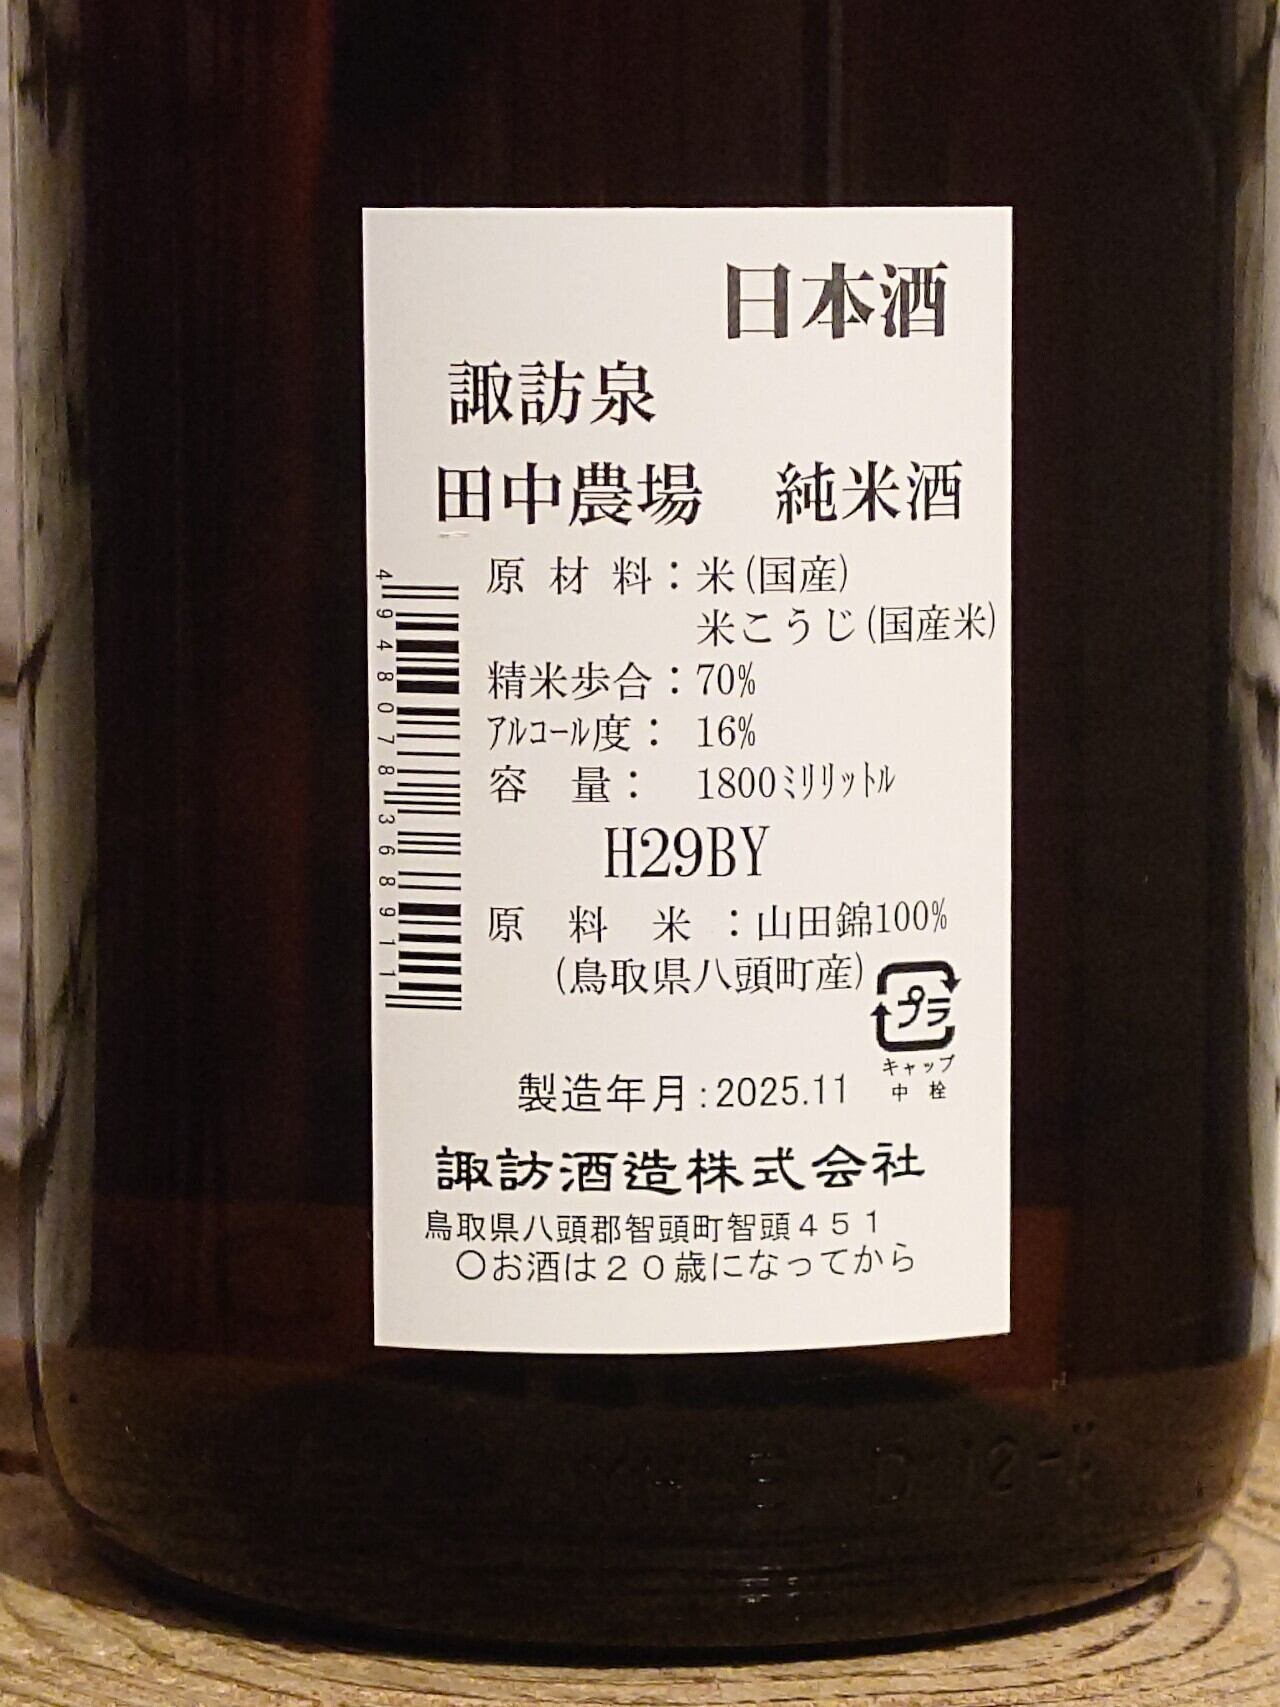 日本酒
諏訪泉
田中農場　純米酒
原材料：米(国産)
米こうじ(国産米)
精米歩合：70%
ｱﾙｺｰﾙ度： 16%
容　量：　1800ﾐﾘﾘｯﾄﾙ
H29BY
原　料　米：山田錦100%
(鳥取県八頭町産)
プラ
キャップ
中栓
製造年月:2025.11
諏訪酒造株式会社
鳥取県八頭郡智頭町智頭４５１
〇お酒は２０歳になってから
4948078368911